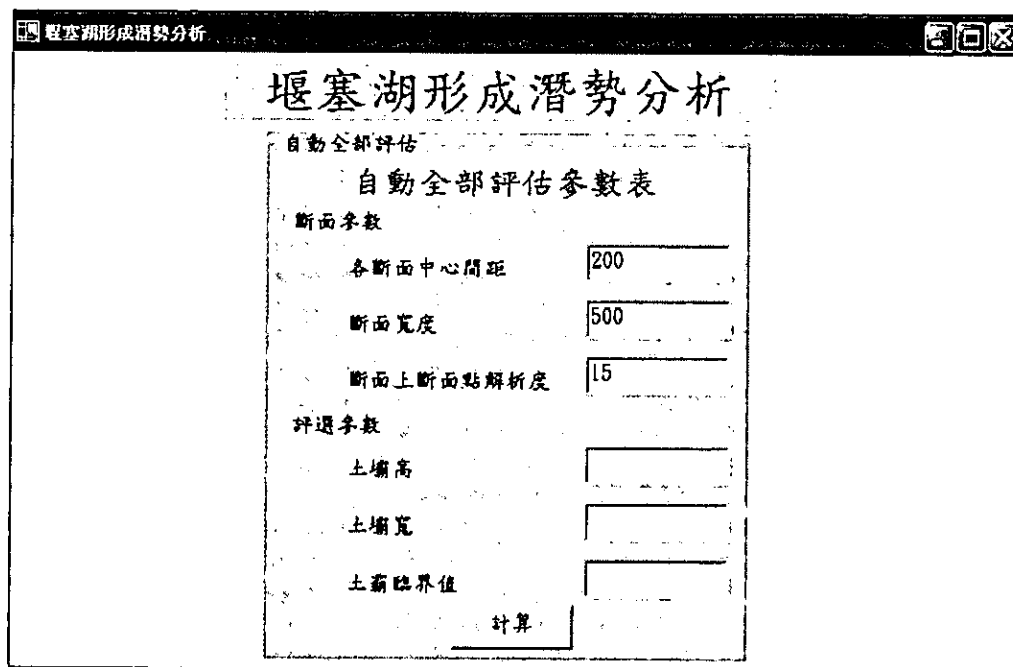 堰塞湖形成潛勢分析
堰塞湖形成潛勢分析
自動全部評估
自動全部評估參數表
斷面參數
各斷面中心間距 200
斷面寬度 500
斷面上斷面點解析度 15
評選參數
土壩高
土壩寬
土霸臨界值
計算